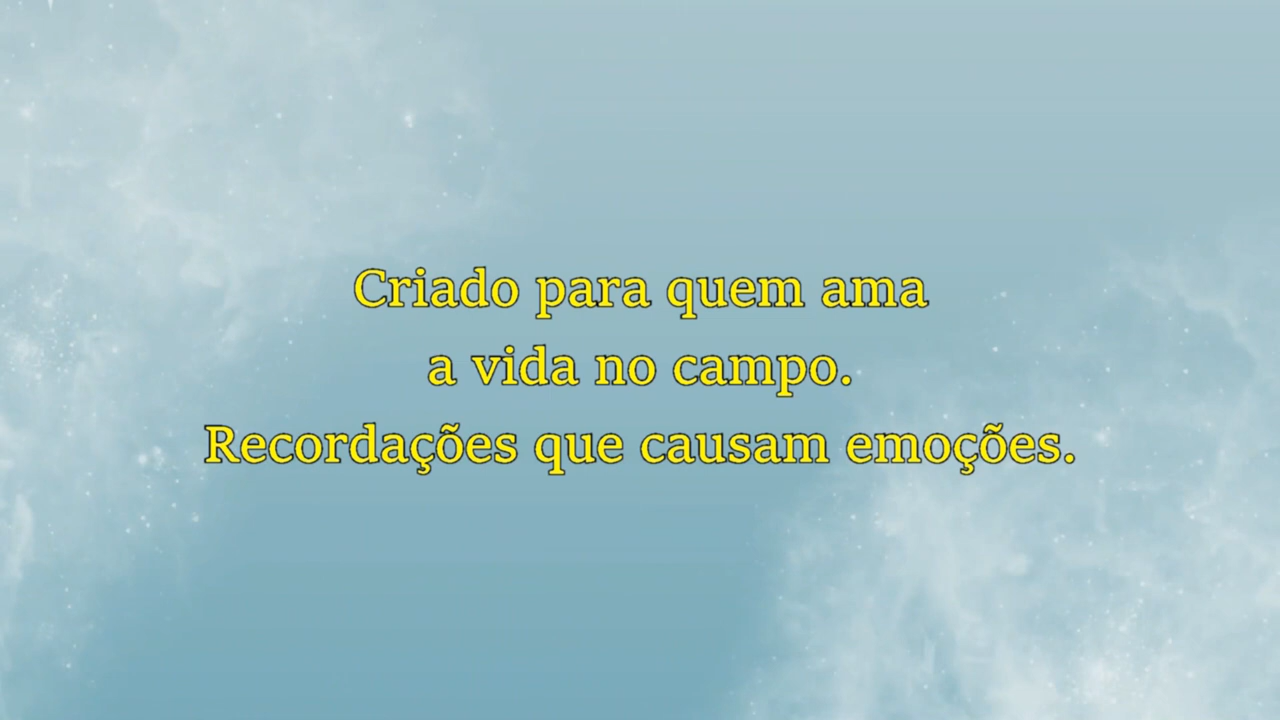 Criado para quem ama
a vida no campo.
Recordações que causam emoções.